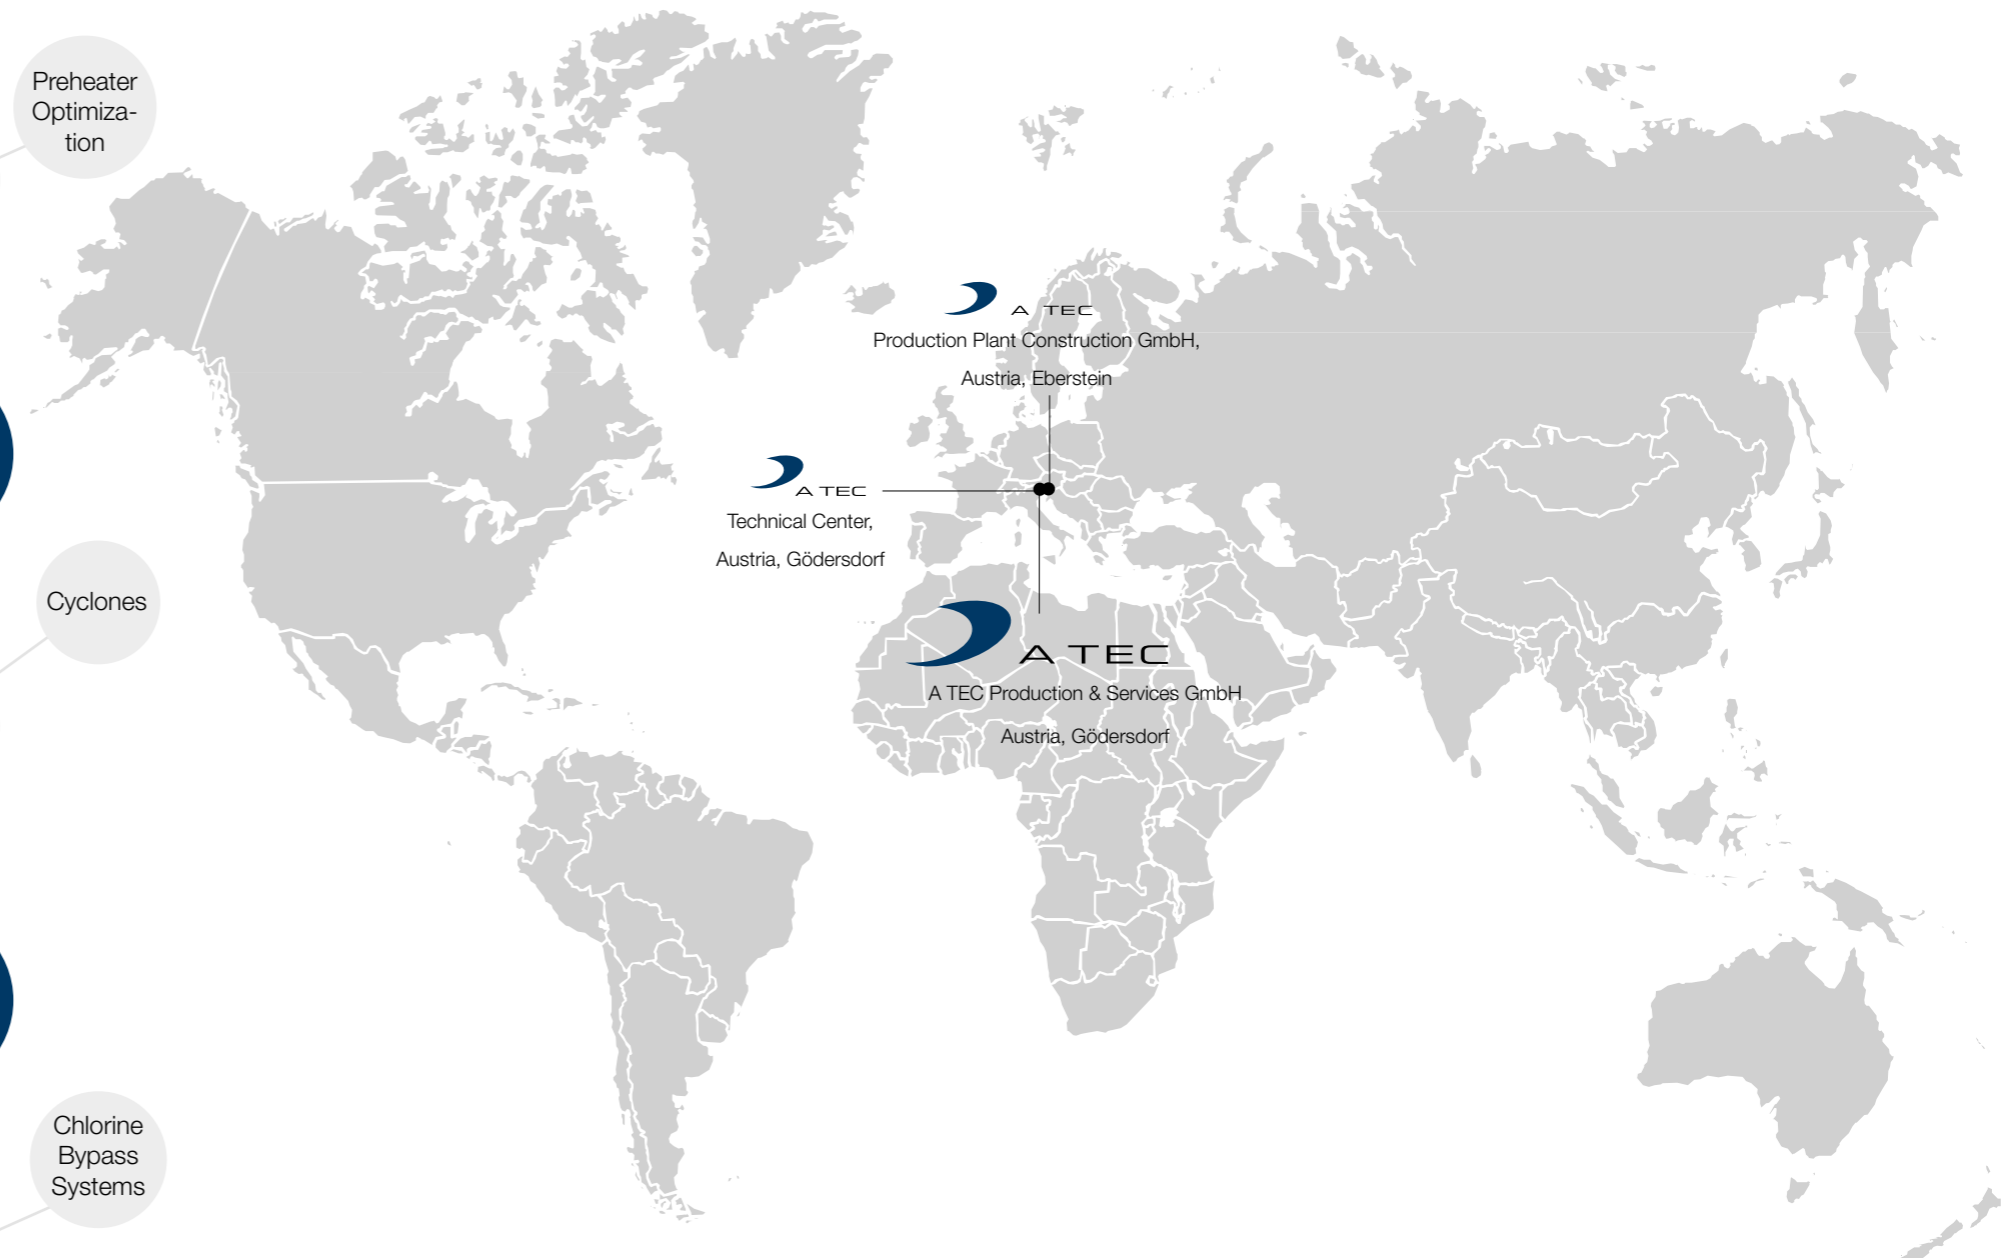 Preheater
Optimiza-
tion
A TEC
Production Plant Construction GmbH,
Austria, Eberstein
A TEC
Technical Center,
Austria, Gödersdorf
Cyclones
A TEC
A TEC Production & Services GmbH
Austria, Gödersdorf
Chlorine
Bypass
Systems